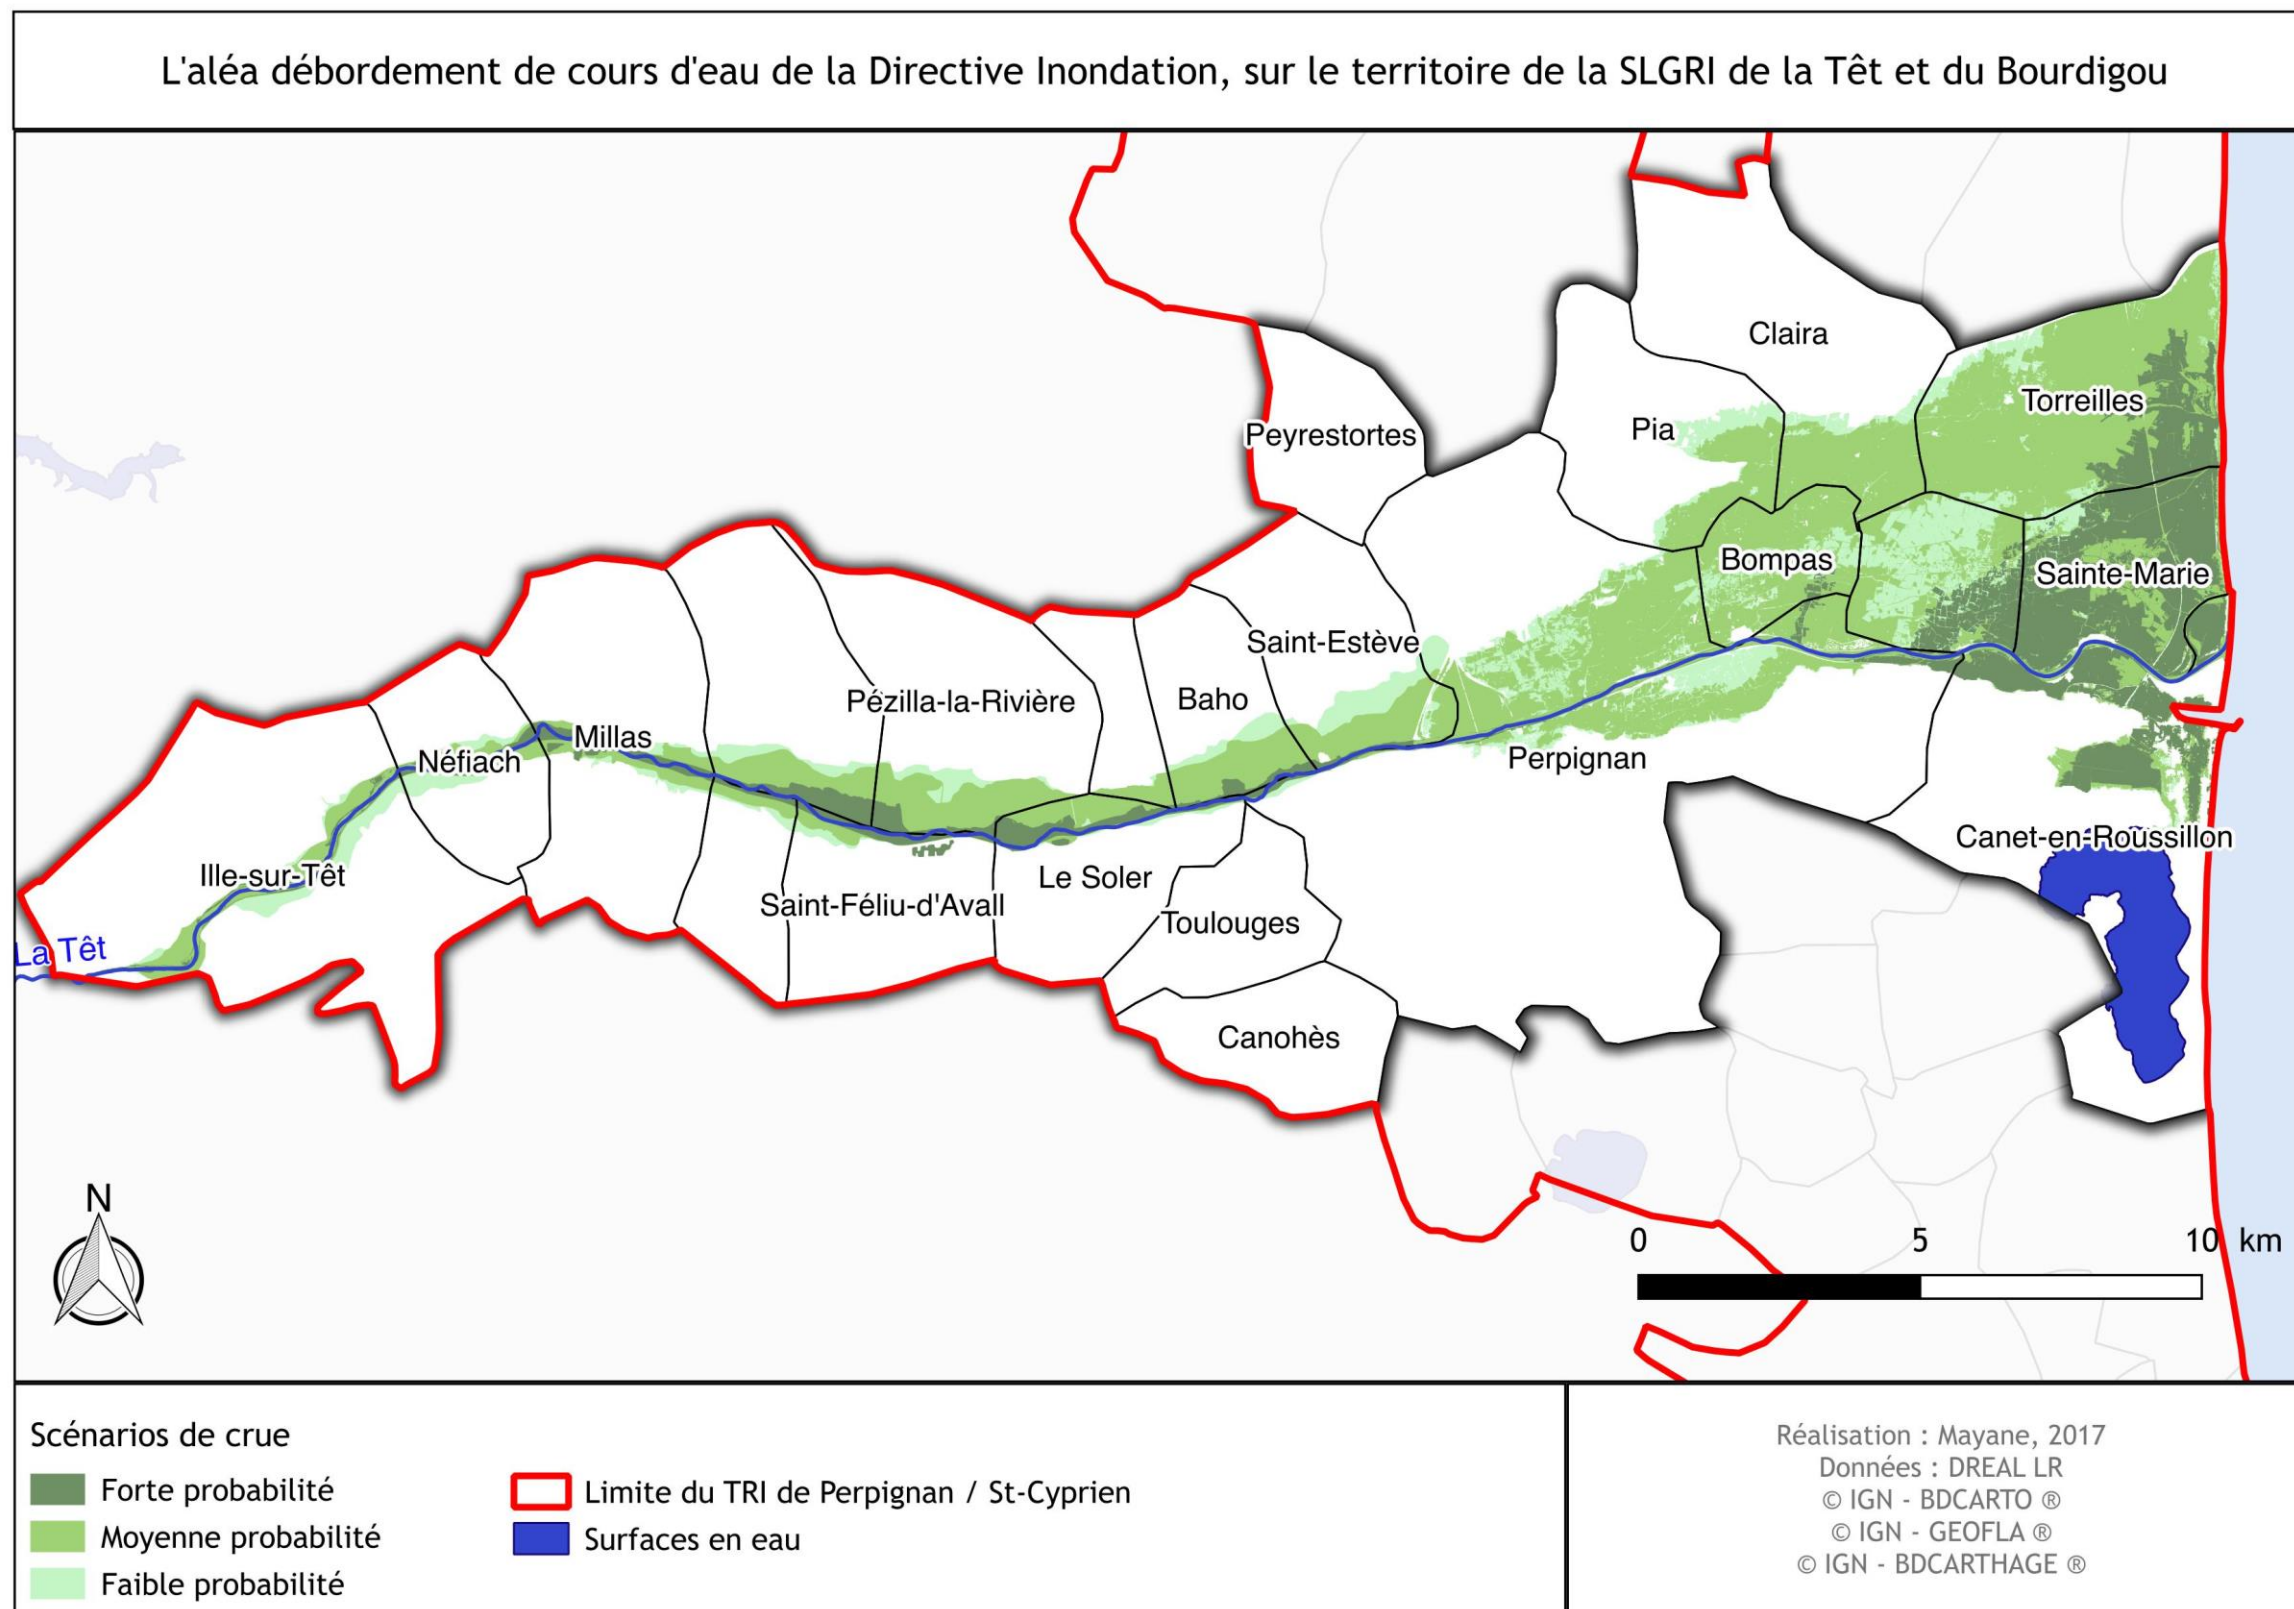 L'aléa débordement de cours d'eau de la Directive Inondation, sur le territoire de la SLGRI de la Têt et du Bourdigou
Claira
Torreilles
Pia
Peyrestortes
Bompas
Sainte-Marie
Saint-Estève
Pézilla-la-Rivière
Baho
Millas
Néfiach
Perpignan
Canet-en-Roussillon
Ille-sur-Têt
Le Soler
Saint-Féliu-d'Avall
Toulouges
La Têt
Canohès
N
0 5 10 km
Scénarios de crue
Forte probabilité
Moyenne probabilité
Faible probabilité
Limite du TRI de Perpignan / St-Cyprien
Surfaces en eau
Réalisation : Mayane, 2017
Données : DREAL LR
© IGN - BDCARTO ®
© IGN - GEOFLA ®
© IGN - BDCARTHAGE ®